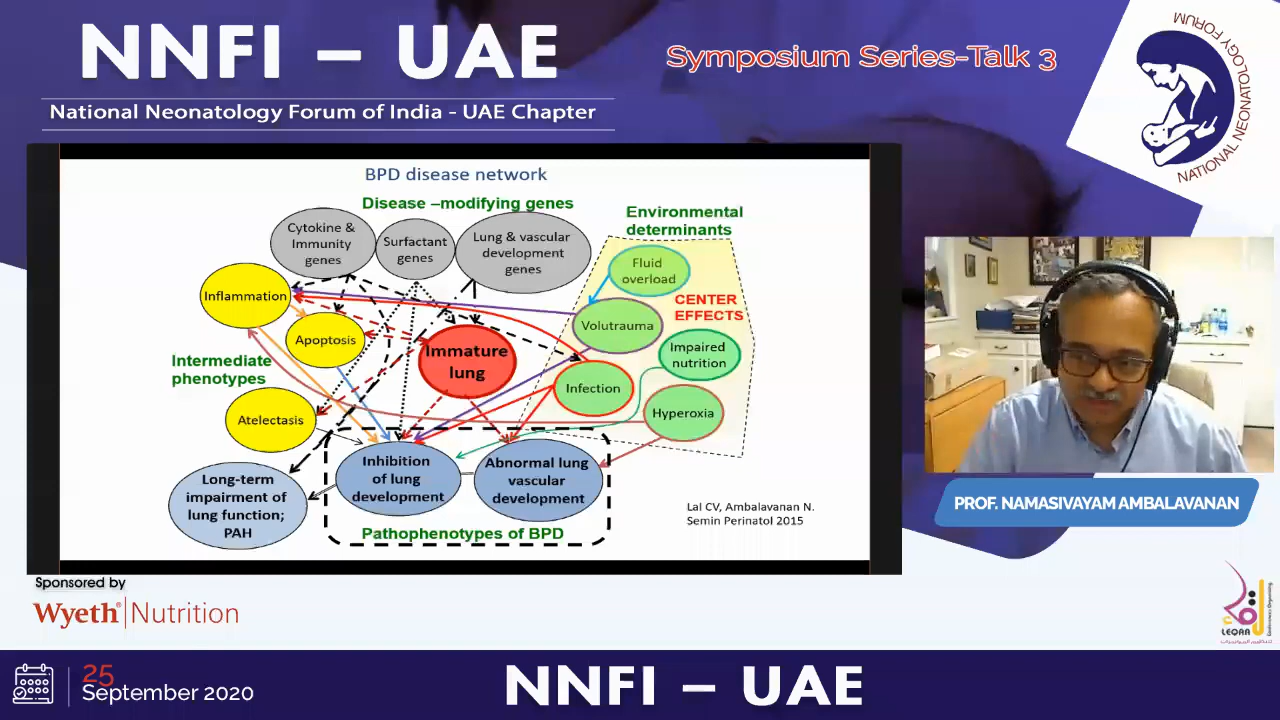 NNFI – UAE
National Neonatology Forum of India - UAE Chapter
Symposium Series-Talk 3
NATIONAL NEONATOLOGY FORUM
BPD disease network
Disease –modifying genes
Cytokine &
Immunity
genes
Surfactant
genes
Lung & vascular
development
genes
Environmental
determinants
Fluid
overload
CENTER
EFFECTS
Inflammation
Volutrauma
Apoptosis
Immature
lung
Impaired
nutrition
Intermediate
phenotypes
Infection
Hyperoxia
Atelectasis
Inhibition
of lung
development
Abnormal lung
vascular
development
Long-term
impairment of
lung function;
PAH
Pathophenotypes of BPD
Lal CV, Ambalavanan N.
Semin Perinatol 2015
PROF. NAMASIVAYAM AMBALAVANAN
Sponsored by
Wyeth® Nutrition
LEQAA
25
September 2020
NNFI – UAE